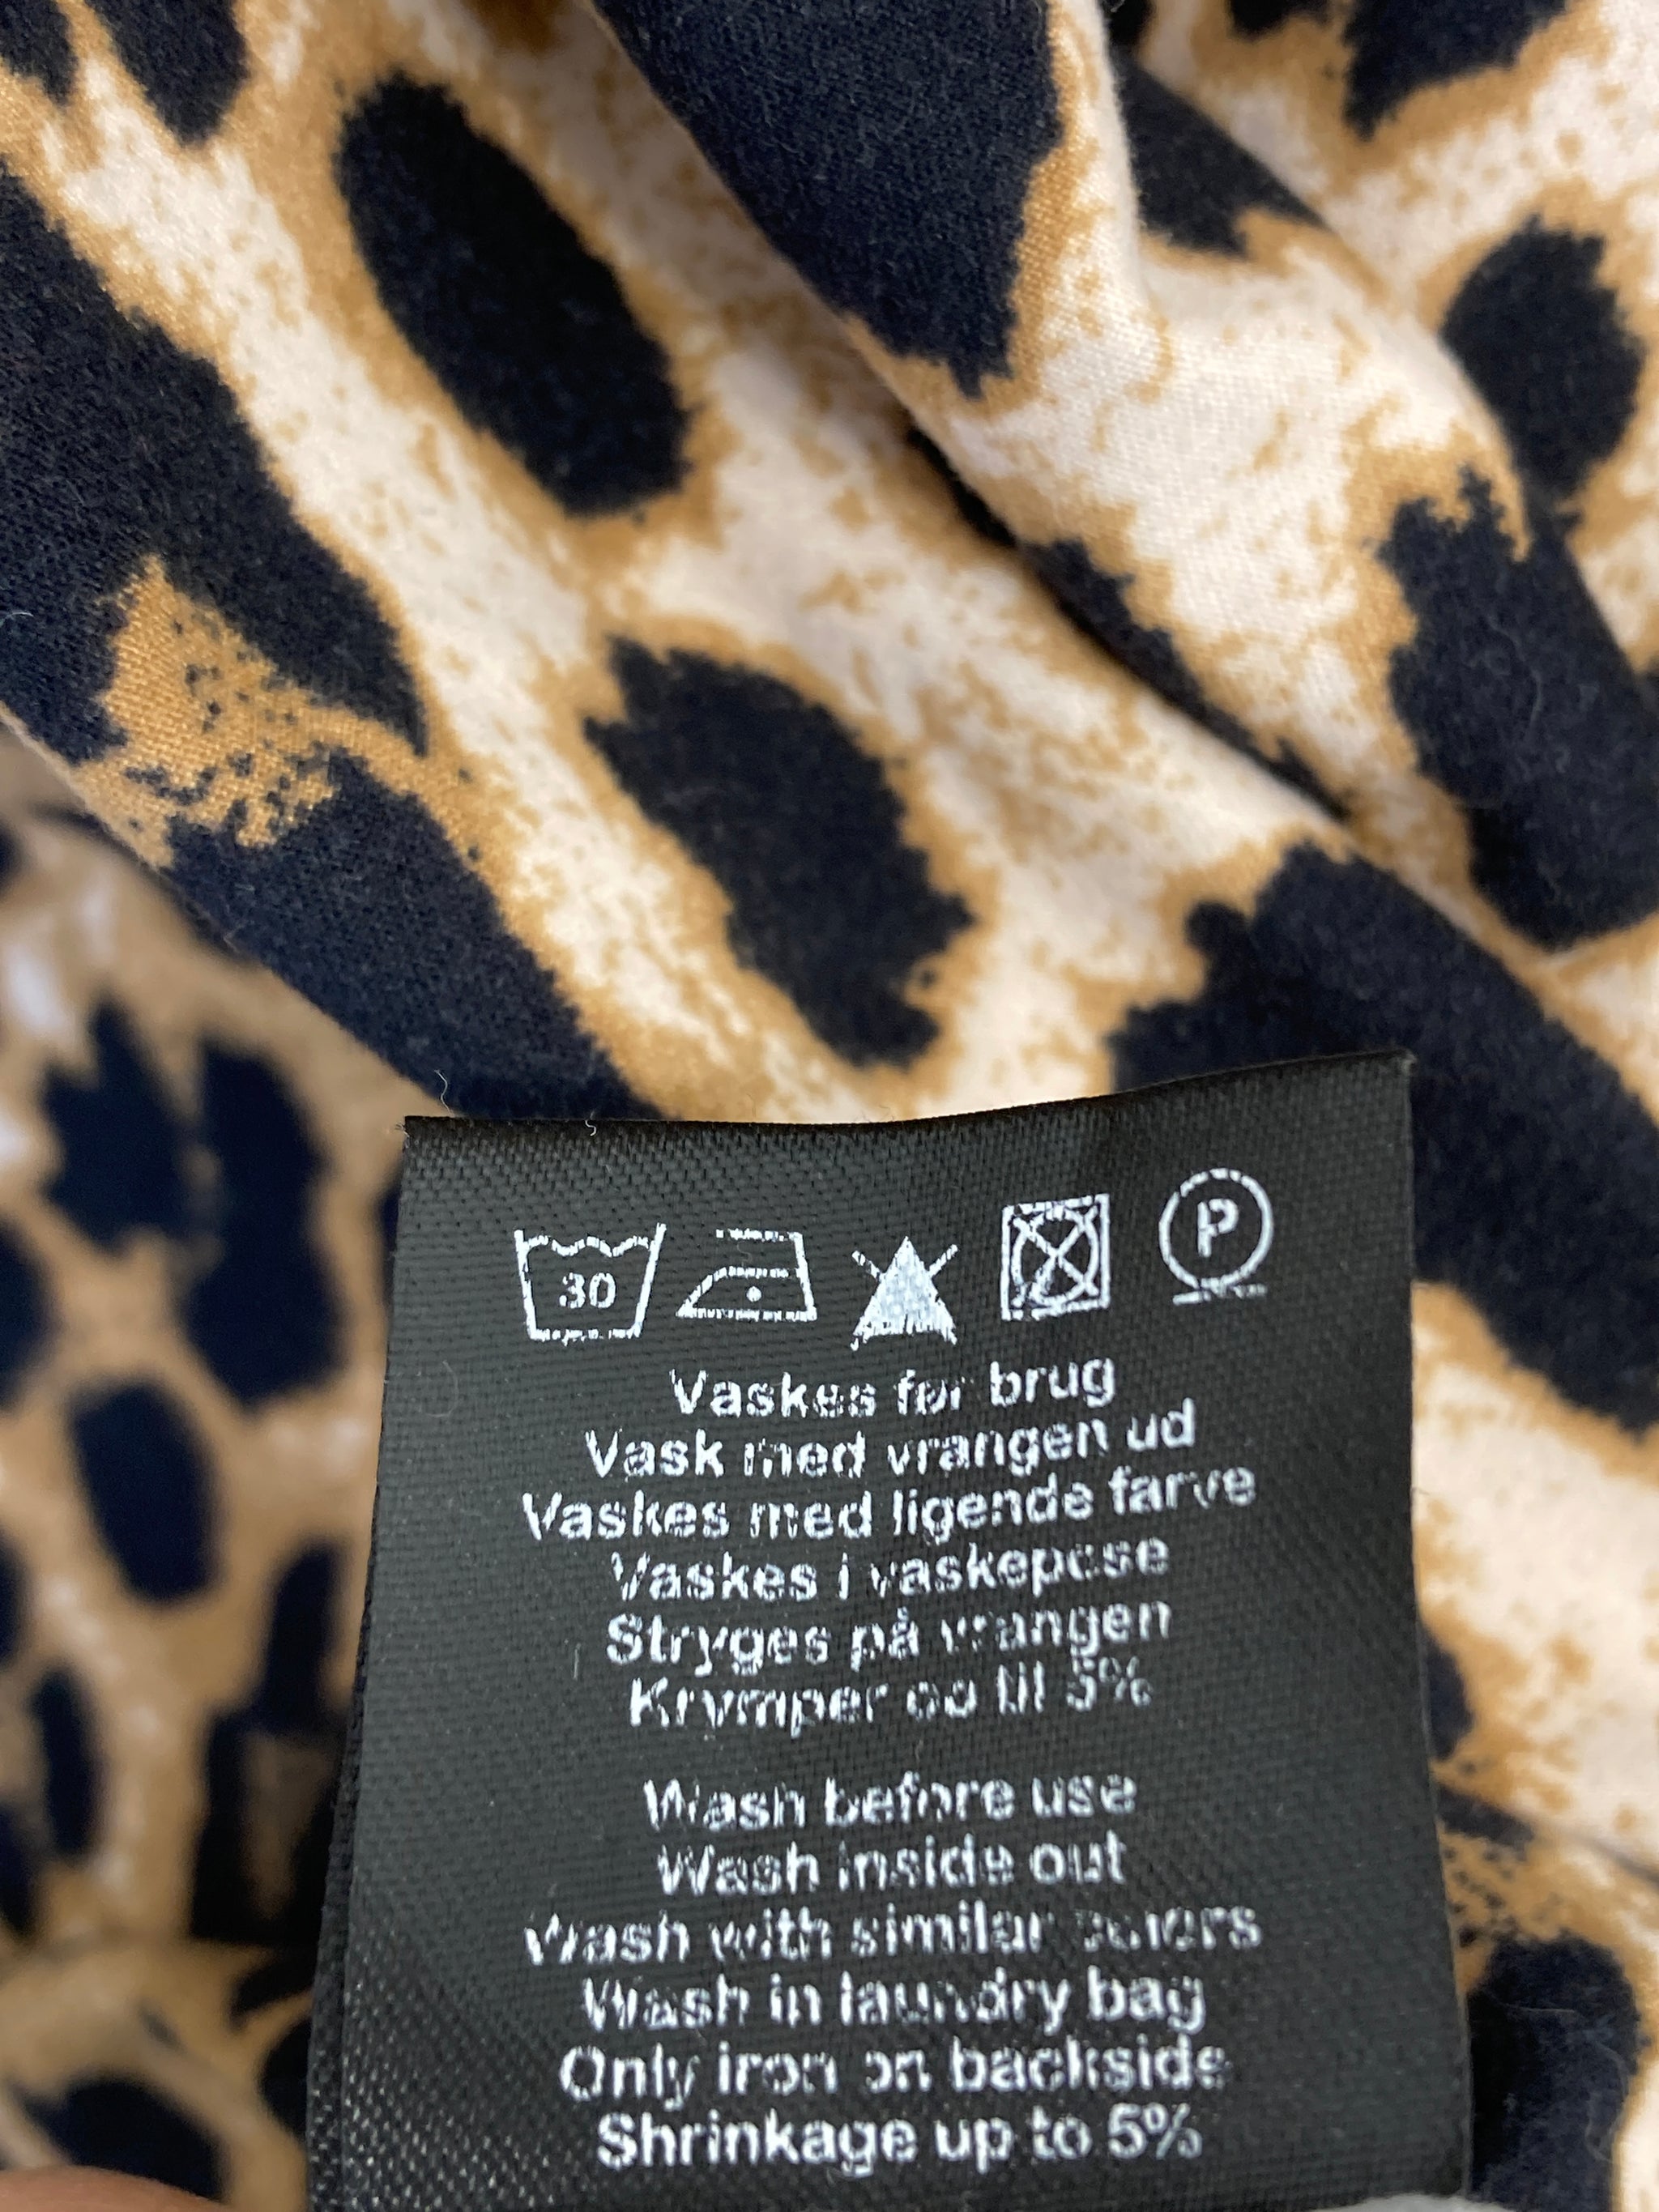 30
P
Vaskes før brug
Vask med vrangen ud
Vaskes med ligende farve
Vaskes i vaskepose
Stryges på vrangen
Krymper op til 5%
Wash before use
Wash inside out
Wash with similar colors
Wash in laundry bag
Only iron on backside
Shrinkage up to 5%